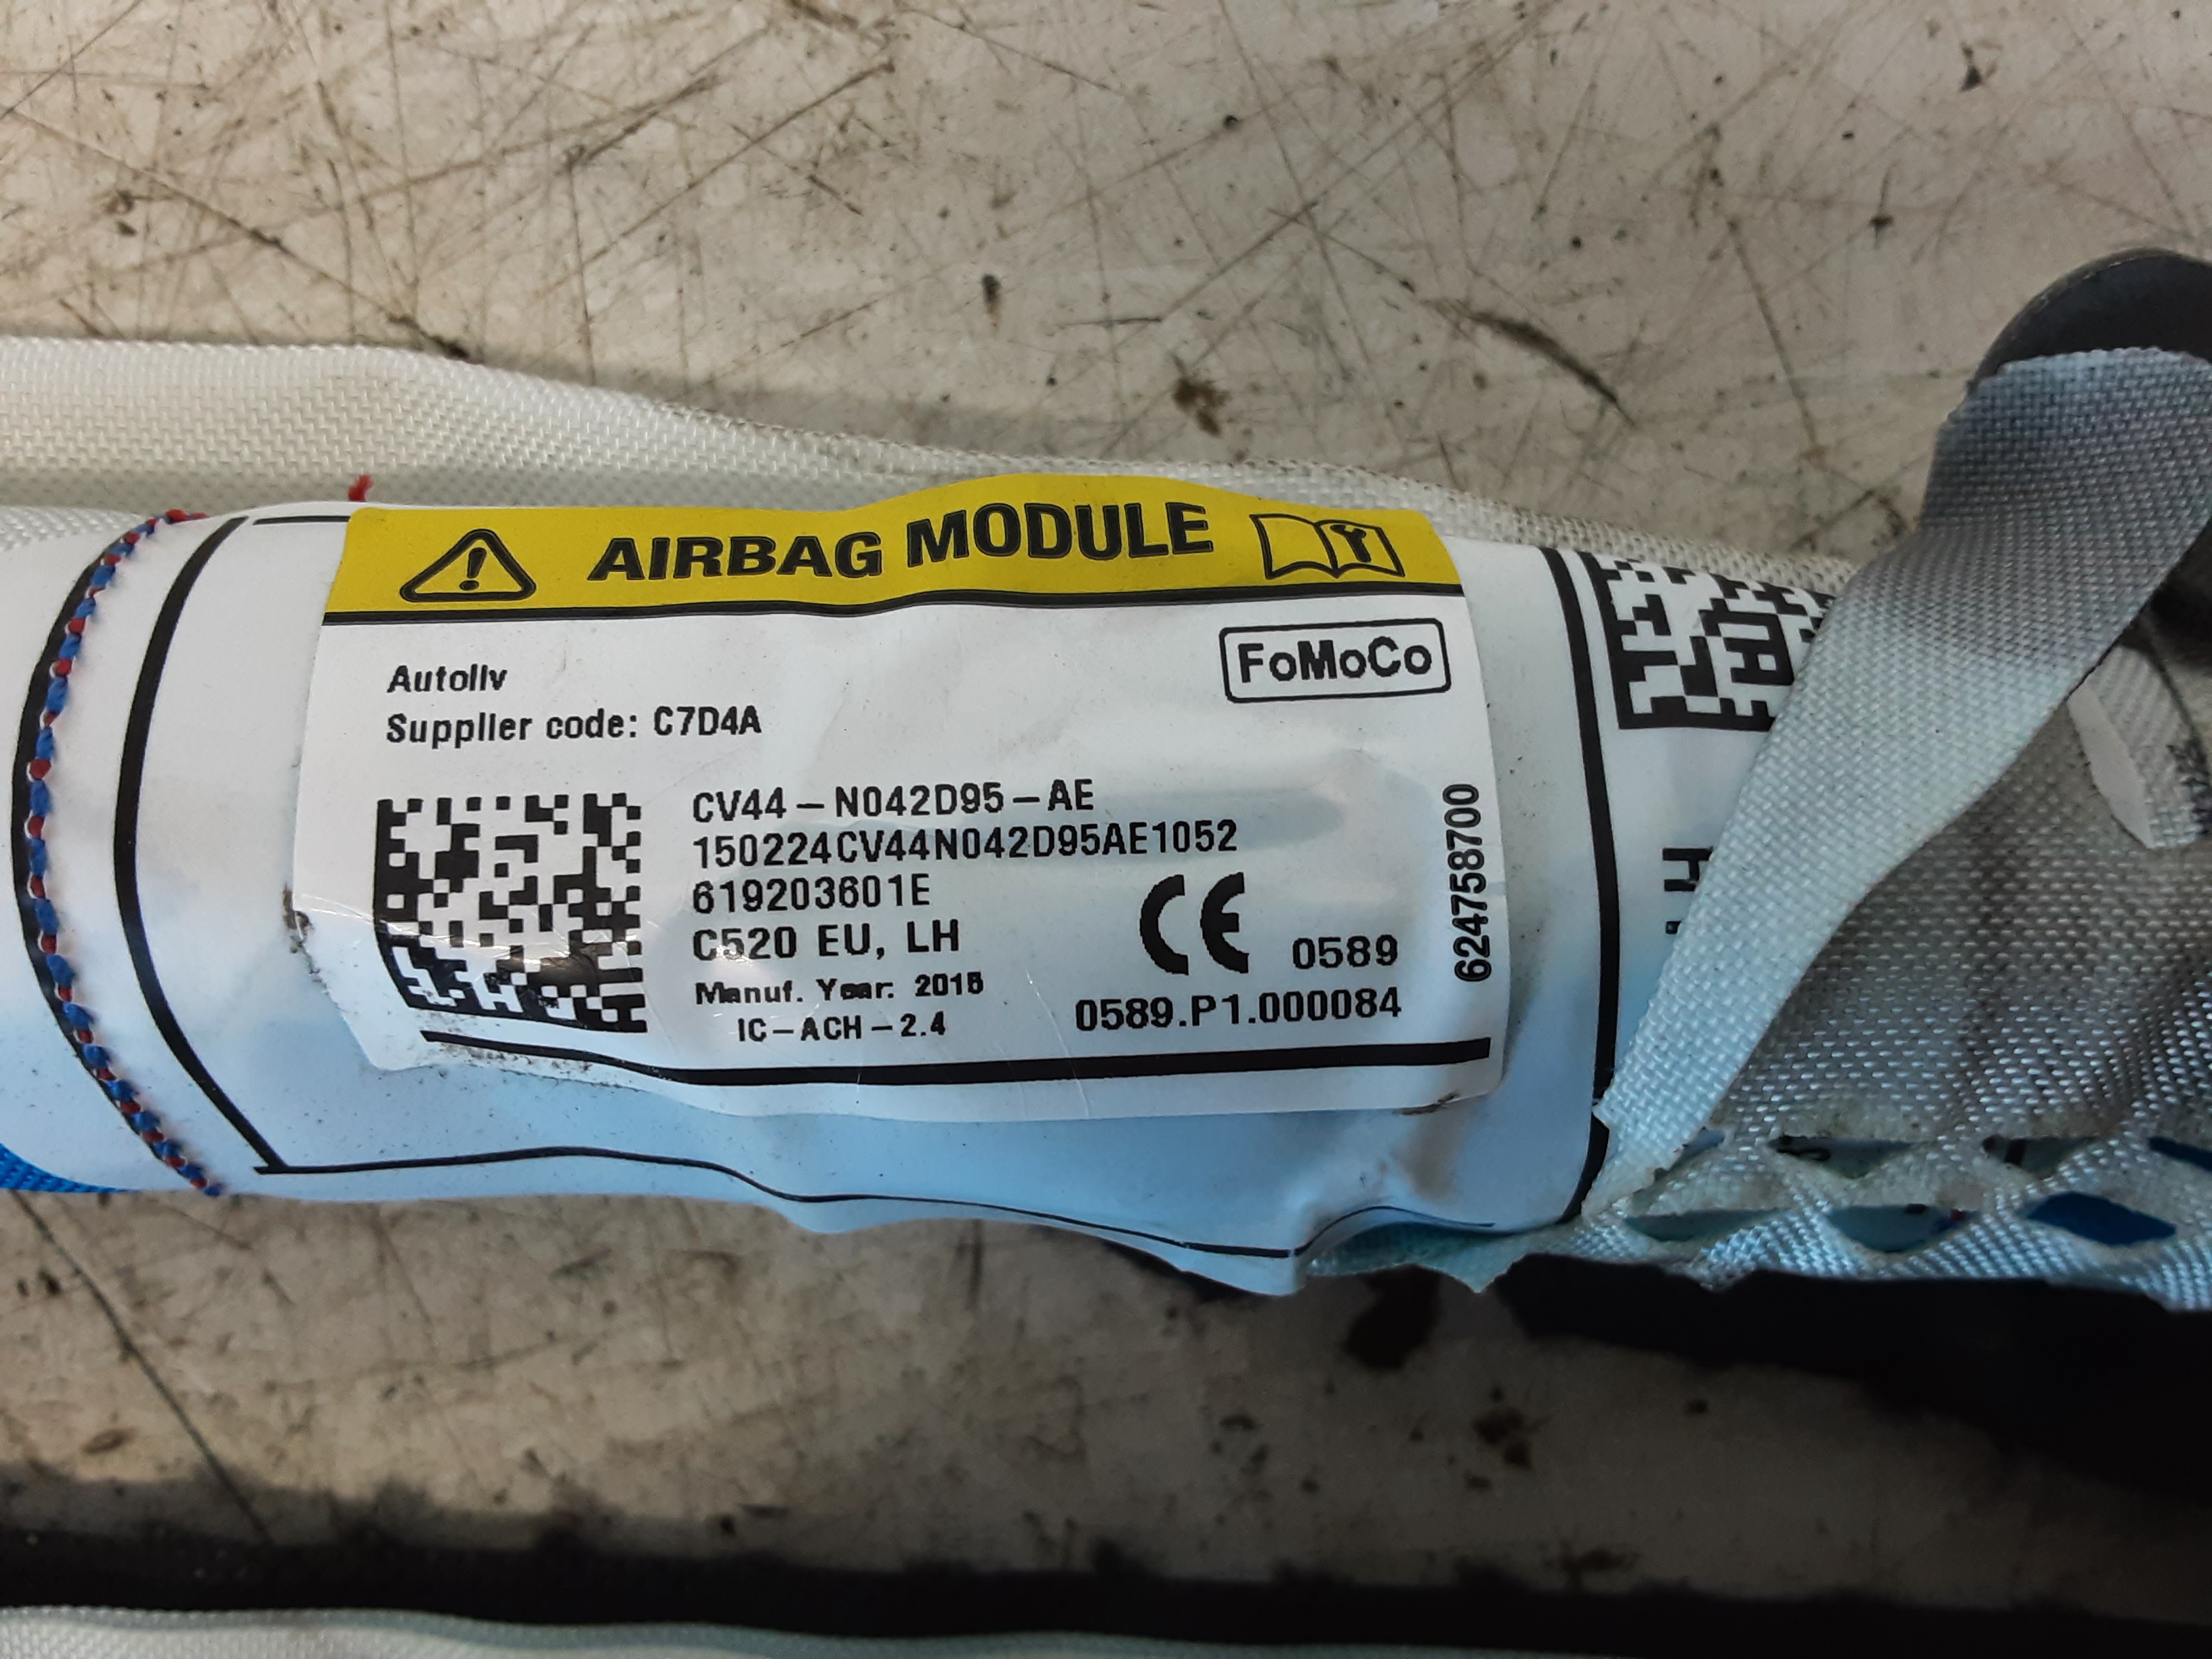 AIRBAG MODULE
FoMoCo
Autoliv
Supplier code: C7D4A
CV44-N042D95-AE
150224CV44N042D95AE1052
619203601E
C520 EU, LH
CE 0589
Manuf. Year: 2015
0589.P1.000084
IC-ACH-2.4
624758700